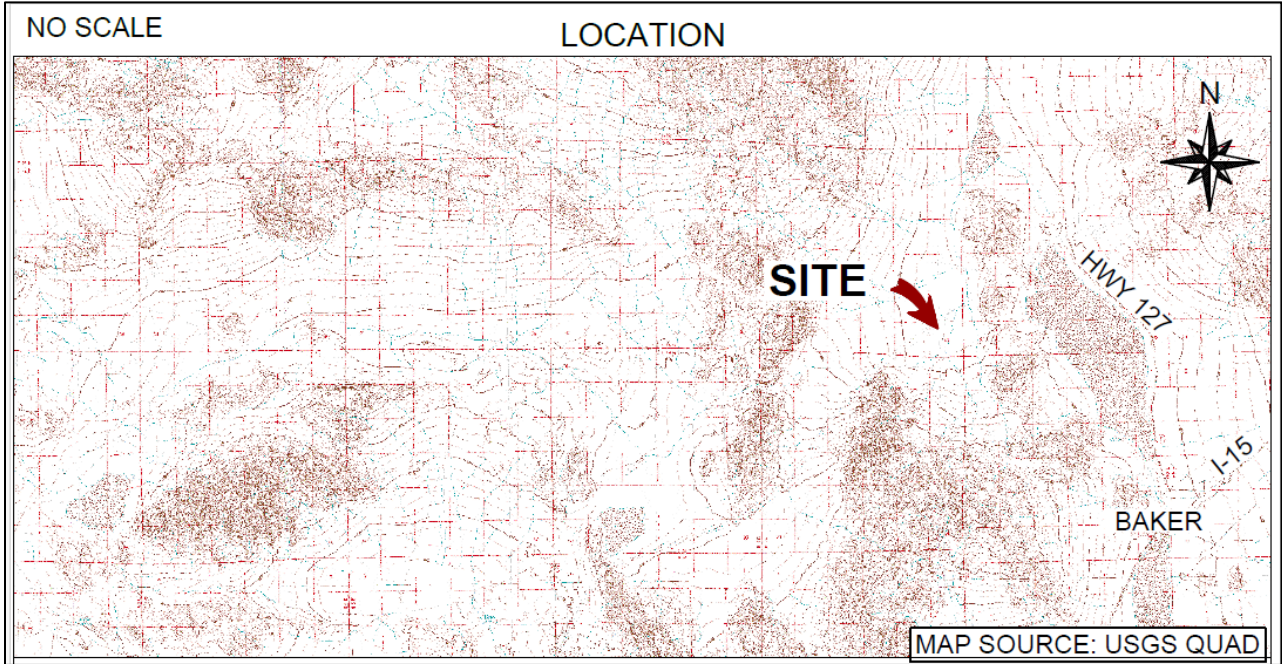 NO SCALE
LOCATION
N
SITE
HWY 127
I-15
BAKER
MAP SOURCE: USGS QUAD